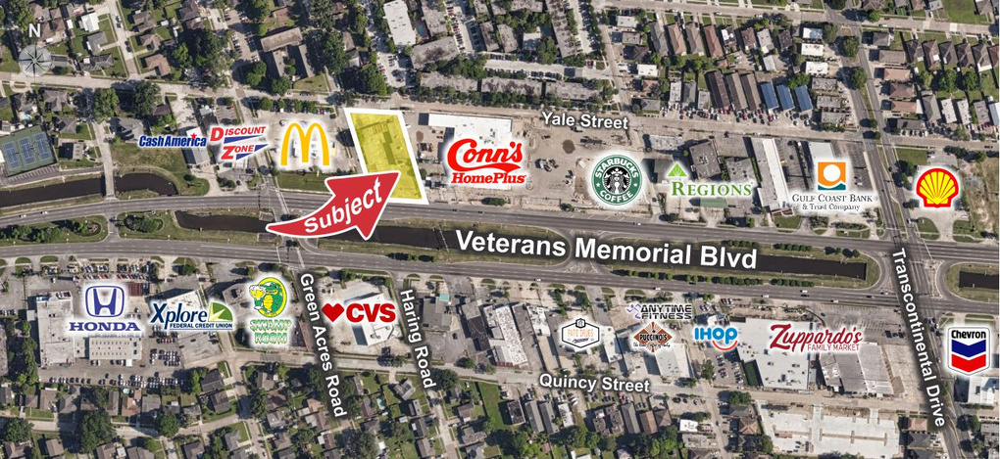 N
Yale Street
CashAmerica
DISCOUNT
ZONE
Conn's
HomePlus
STARBUCKS
COFFEE
REGIONS
GULF COAST BANK
& Trust Company
Subject
Veterans Memorial Blvd
HONDA
Xplore
FEDERAL CREDIT UNION
SWAMP
ROOM
Green Acres Road
CVS
Haring Road
ANYTIME
FITNESS
PUCCINO'S
IHOP
Zuppardo's
FAMILY MARKET
Chevron
Transcontinental Drive
Quincy Street